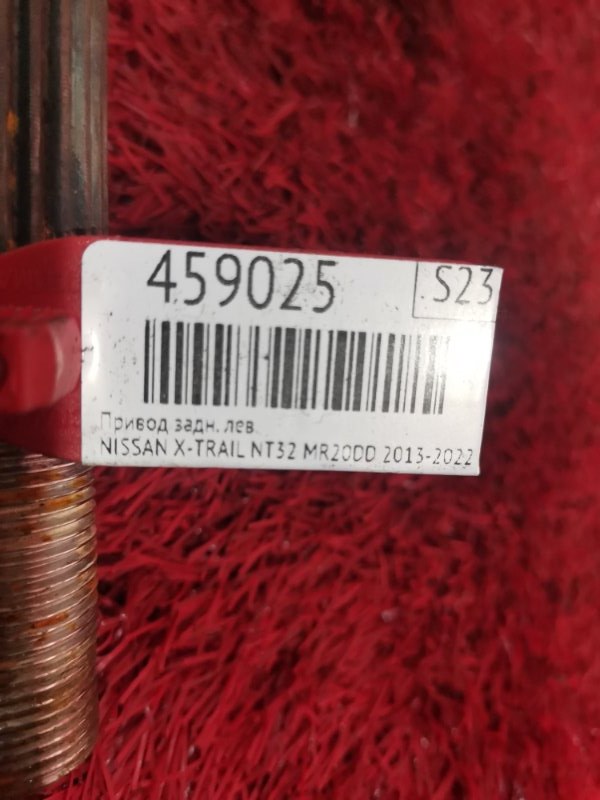 459025 S23
Привод задн. лев.
NISSAN X-TRAIL NT32 MR20DD 2013-2022